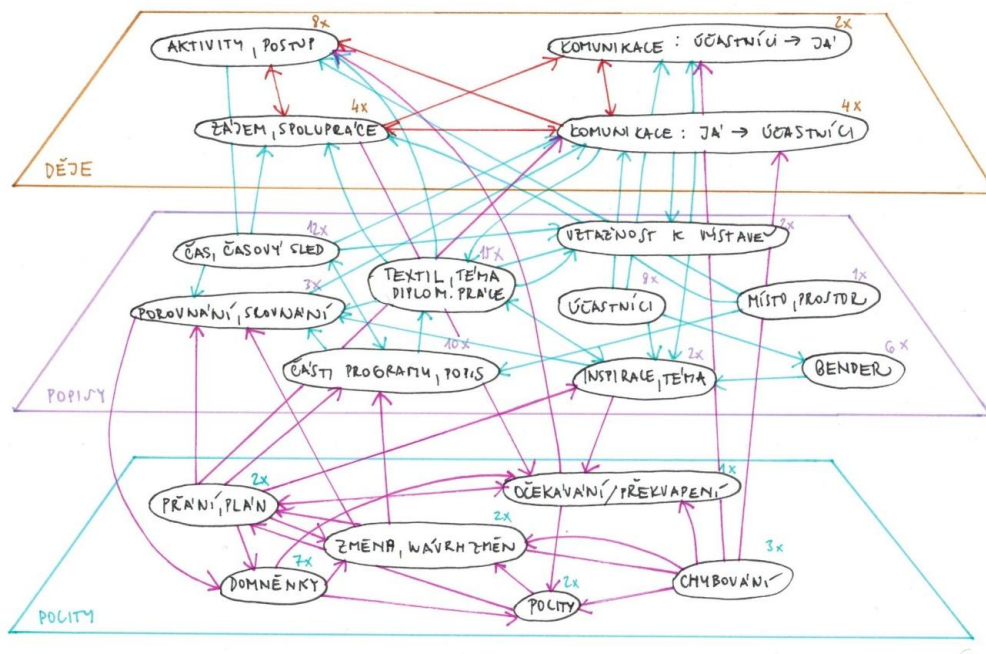 8x
AKTIVITY, POSTUP
2x
KOMUNIKACE: ÚČASTNÍCI → JÁ
4x
ZÁJEM, SPOLUPRÁCE
4x
KOMUNIKACE: JÁ → ÚČASTNÍCI
DĚJE
12x
ČAS, ČASOVÝ SLED
2x
VZTAŽNOST K VÝSTAVĚ
15x
TEXTIL, TÉMA
DIPLOM. PRÁCE
3x
POROVNÁNÍ, SROVNÁNÍ
8x
ÚČASTNÍCI
1x
MÍSTO, PROSTOR
10x
ČÁSTI PROGRAMU, POPIS
2x
INSPIRACE, TÉMA
6x
BENDER
POPISY
2x
PŘÁNÍ, PLÁN
1x
OČEKÁVÁNÍ/PŘEKVAPENÍ
2x
ZMĚNA, NÁVRH ZMĚN
7x
DOMNĚNKY
2x
POCITY
3x
CHYBOVÁNÍ
POCITY